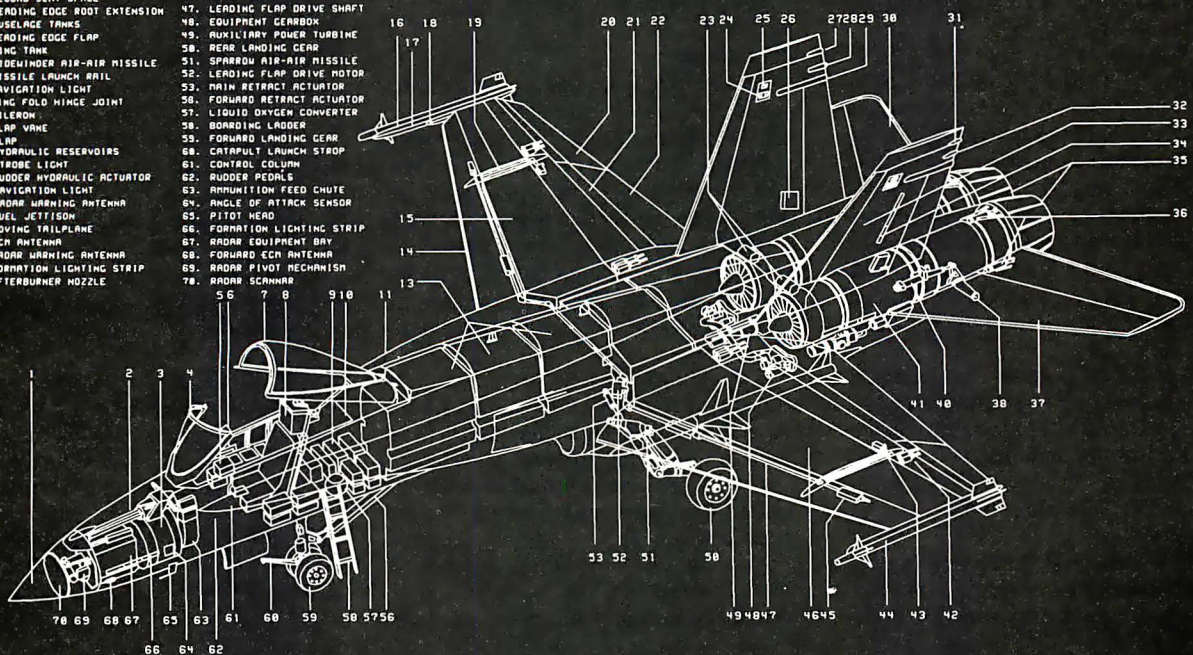 EADING EDGE ROOT EXTENSION
USELAGE TANKS
EADING EDGE FLAP
ING TANK
IDEWINDER AIR-AIR MISSILE
ISSILE LAUNCH RAIL
AVIGATION LIGHT
ING FOLD HINGE JOINT
ILERON
LAP VANE
LAP
YDRAULIC RESERVOIRS
TROBE LIGHT
UDDER HYDRAULIC ACTUATOR
AVIGATION LIGHT
ADAR WARNING ANTENNA
UEL JETTISON
OVING TAILPLANE
CM ANTENNA
ADAR WARNING ANTENNA
ORMATION LIGHTING STRIP
FTERBURNER NOZZLE
47. LEADING FLAP DRIVE SHAFT
48. EQUIPMENT GEARBOX
49. AUXILIARY POWER TURBINE
50. REAR LANDING GEAR
51. SPARROW AIR-AIR MISSILE
52. LEADING FLAP DRIVE MOTOR
53. MAIN RETRACT ACTUATOR
56. FORWARD RETRACT ACTUATOR
57. LIQUID OXYGEN CONVERTER
58. BOARDING LADDER
59. FORWARD LANDING GEAR
60. CATAPULT LAUNCH STROP
61. CONTROL COLUMN
62. RUDDER PEDALS
63. AMMUNITION FEED CHUTE
64. ANGLE OF ATTACK SENSOR
65. PITOT HEAD
66. FORMATION LIGHTING STRIP
67. RADAR EQUIPMENT BAY
68. FORWARD ECM ANTENNA
69. RADAR PIVOT MECHANISM
70. RADAR SCANNAR
16 17 18 19 20 21 22 23 24 25 26 27 28 29 30 31
32
33
34
35
36
15
14
13
5 6 7 8 9 10 11
1 2 3 4
41 40 38 37
53 52 51 50
49 48 47 46 45 44 43 42
70 69 68 67 65 63 61 60 59 58 57 56
66 64 62